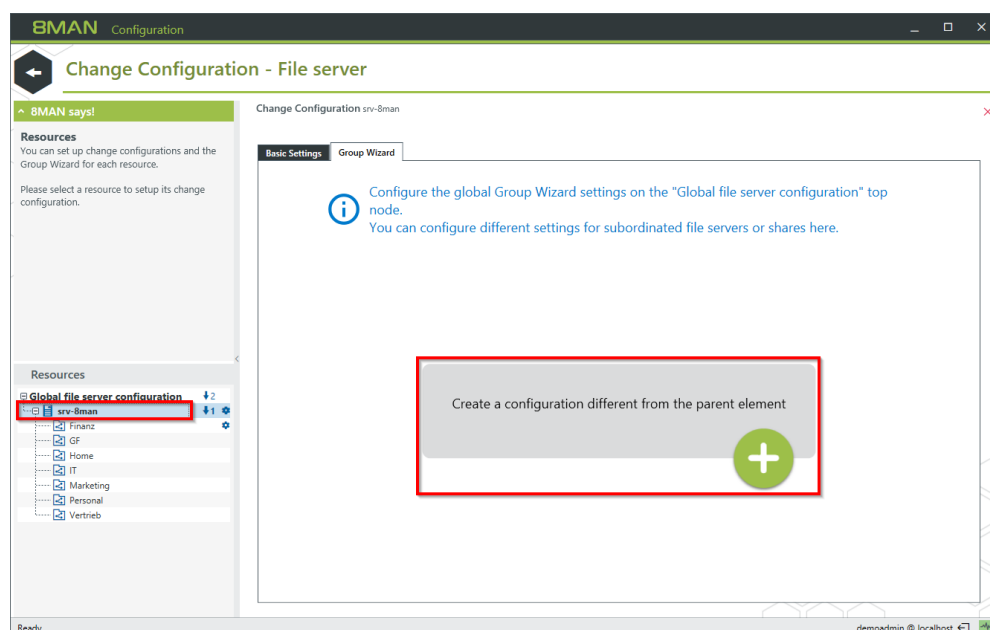 8MAN Configuration
Change Configuration - File server
8MAN says!
Resources
You can set up change configurations and the
Group Wizard for each resource.
Please select a resource to setup its change
configuration.
Change Configuration srv-8man
Basic Settings
Group Wizard
Configure the global Group Wizard settings on the "Global file server configuration" top
node.
You can configure different settings for subordinated file servers or shares here.
Create a configuration different from the parent element
Resources
Global file server configuration 2
srv-8man 1
Finanz
GF
Home
IT
Marketing
Personal
Vertrieb
Ready
demoadmin @ localhost